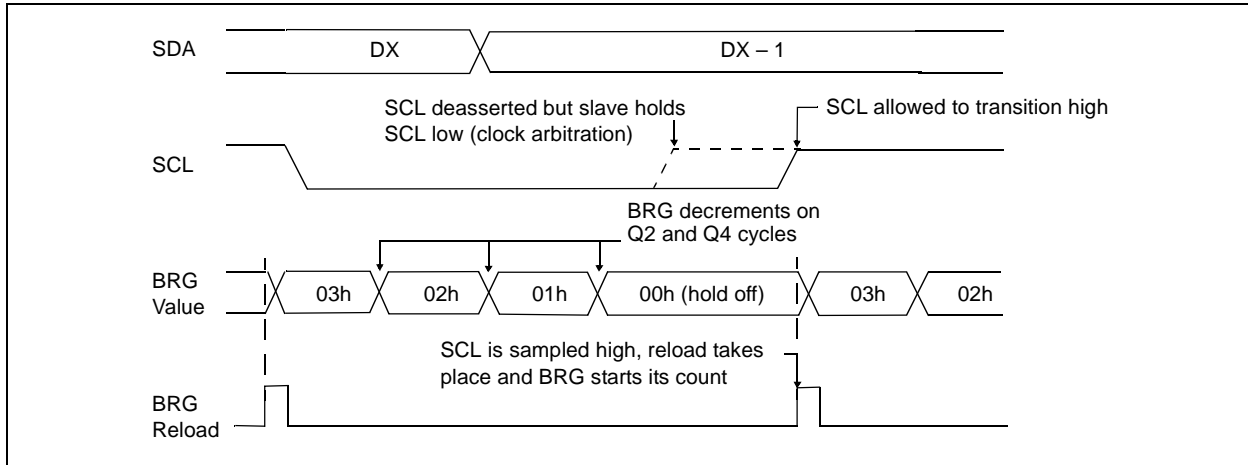 SDA
DX
DX – 1
SCL deasserted but slave holds
SCL low (clock arbitration)
SCL allowed to transition high
SCL
BRG decrements on
Q2 and Q4 cycles
BRG
Value
03h
02h
01h
00h (hold off)
03h
02h
SCL is sampled high, reload takes
place and BRG starts its count
BRG
Reload